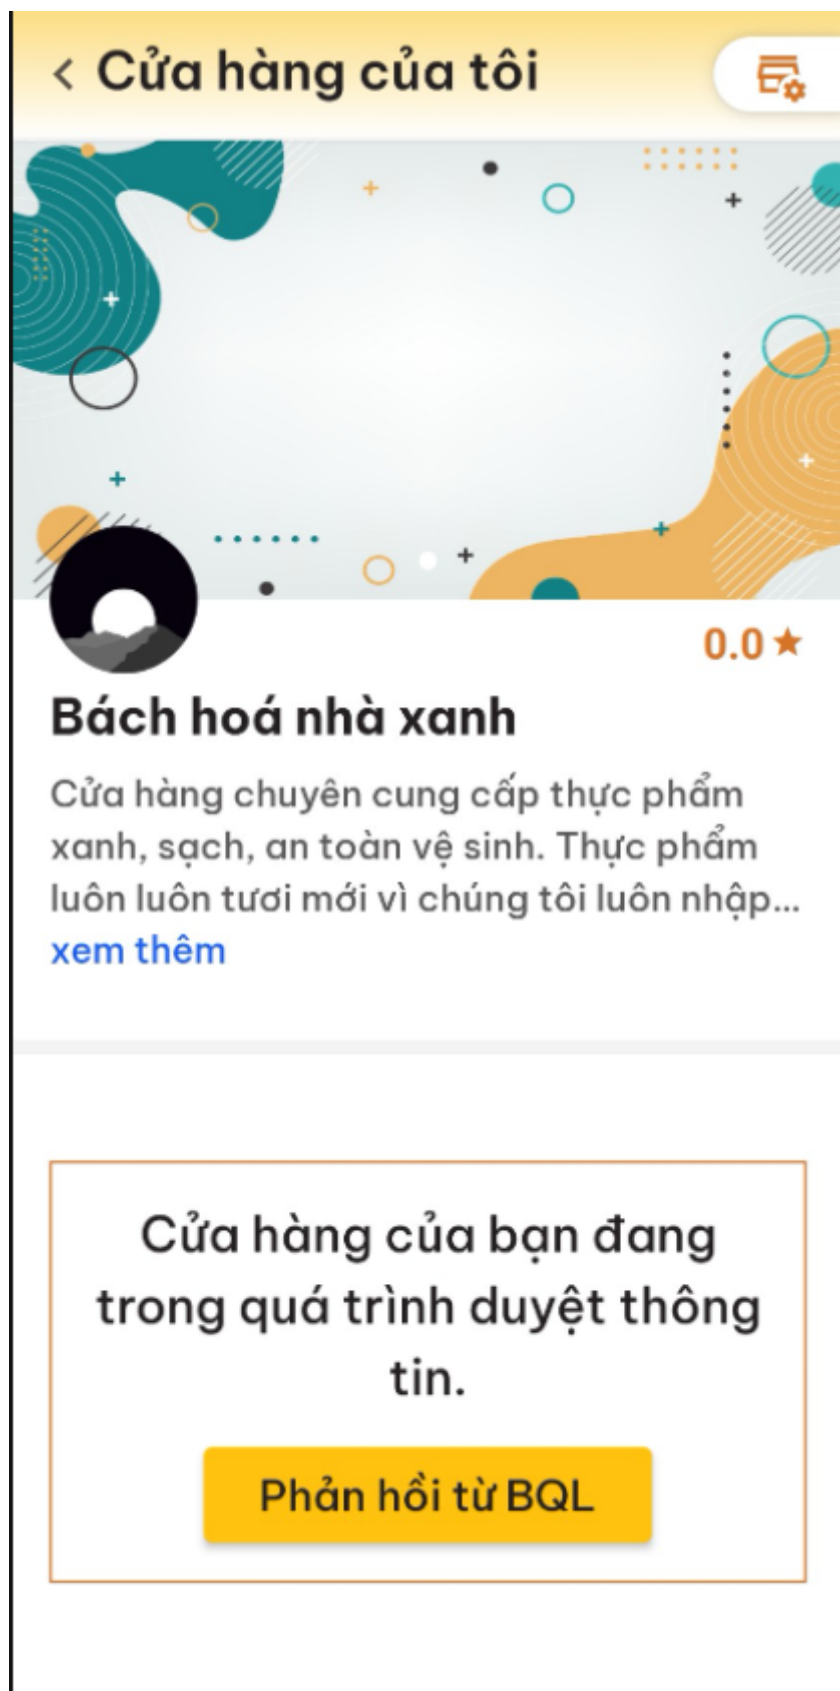 Cửa hàng của tôi
0.0
Bách hoá nhà xanh
Cửa hàng chuyên cung cấp thực phẩm
xanh, sạch, an toàn vệ sinh. Thực phẩm
luôn luôn tươi mới vì chúng tôi luôn nhập...
xem thêm
Cửa hàng của bạn đang
trong quá trình duyệt thông
tin.
Phản hồi từ BQL